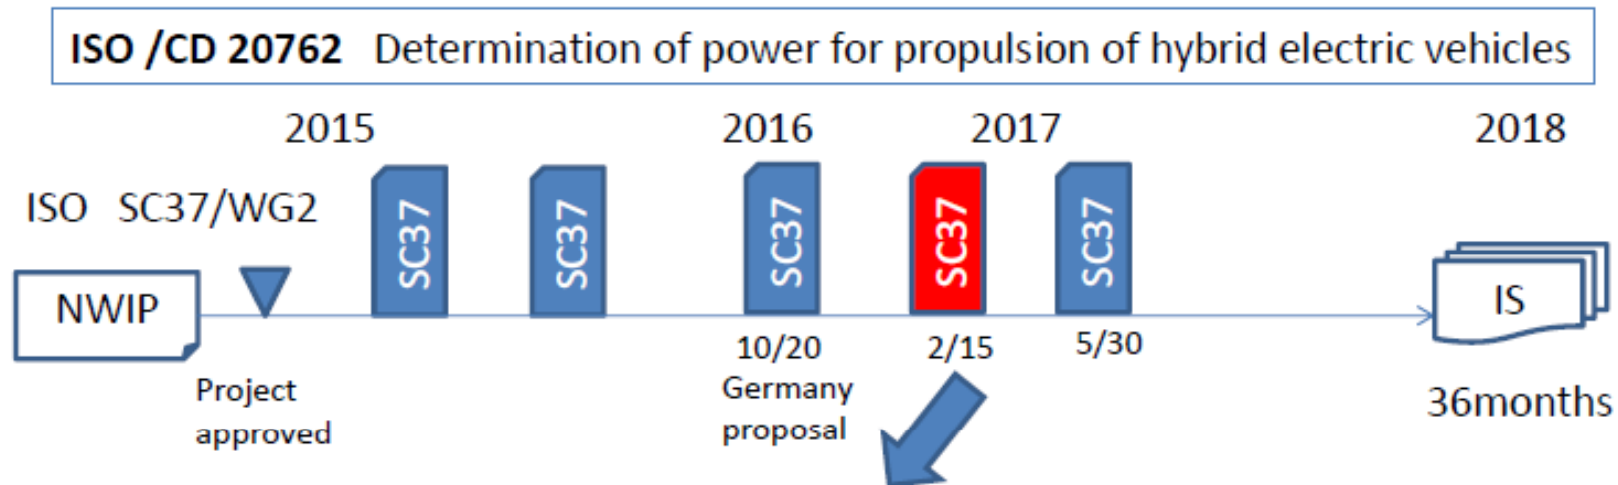 ISO /CD 20762 Determination of power for propulsion of hybrid electric vehicles
2015 2016 2017 2018
ISO SC37/WG2
SC37 SC37 SC37 SC37 SC37
NWIP
IS
10/20 2/15 5/30
Project
approved
Germany
proposal
36months